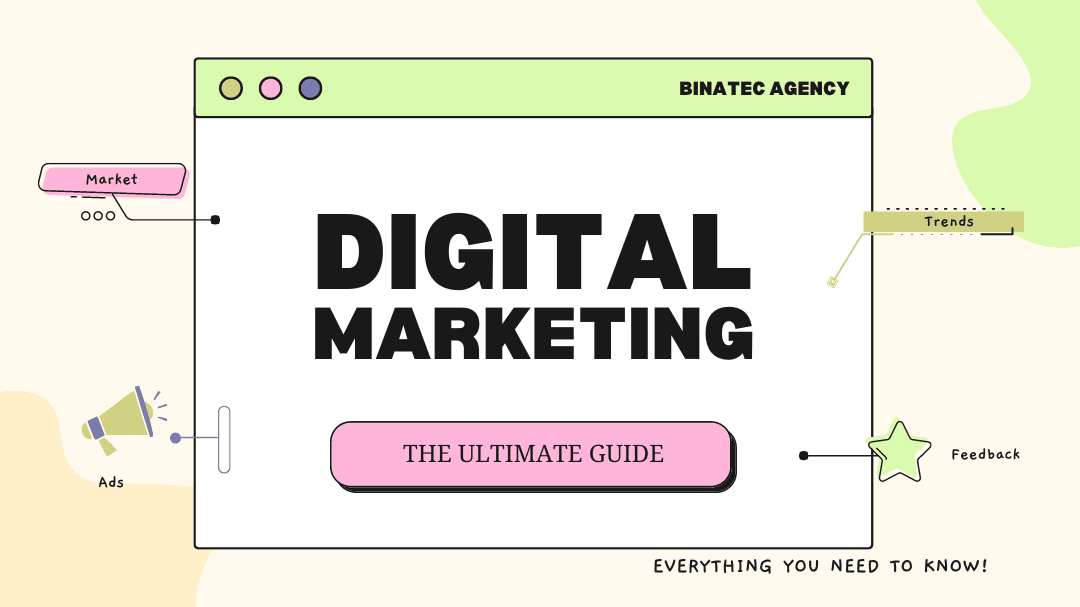 BINATEC AGENCY
Market
Trends
DIGITAL
MARKETING
THE ULTIMATE GUIDE
Feedback
Ads
EVERYTHING YOU NEED TO KNOW!